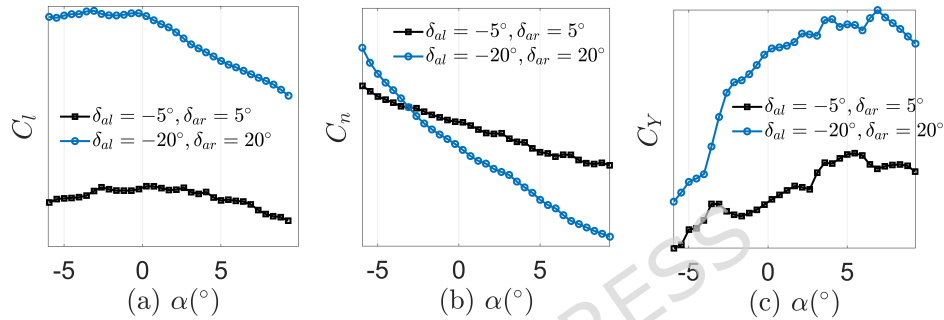 C_l
δ_al = −5°, δ_ar = 5°
δ_al = −20°, δ_ar = 20°
-5 0 5
(a) α(°)
C_n
δ_al = −5°, δ_ar = 5°
δ_al = −20°, δ_ar = 20°
-5 0 5
(b) α(°)
C_Y
δ_al = −5°, δ_ar = 5°
δ_al = −20°, δ_ar = 20°
-5 0 5
(c) α(°)
RESS